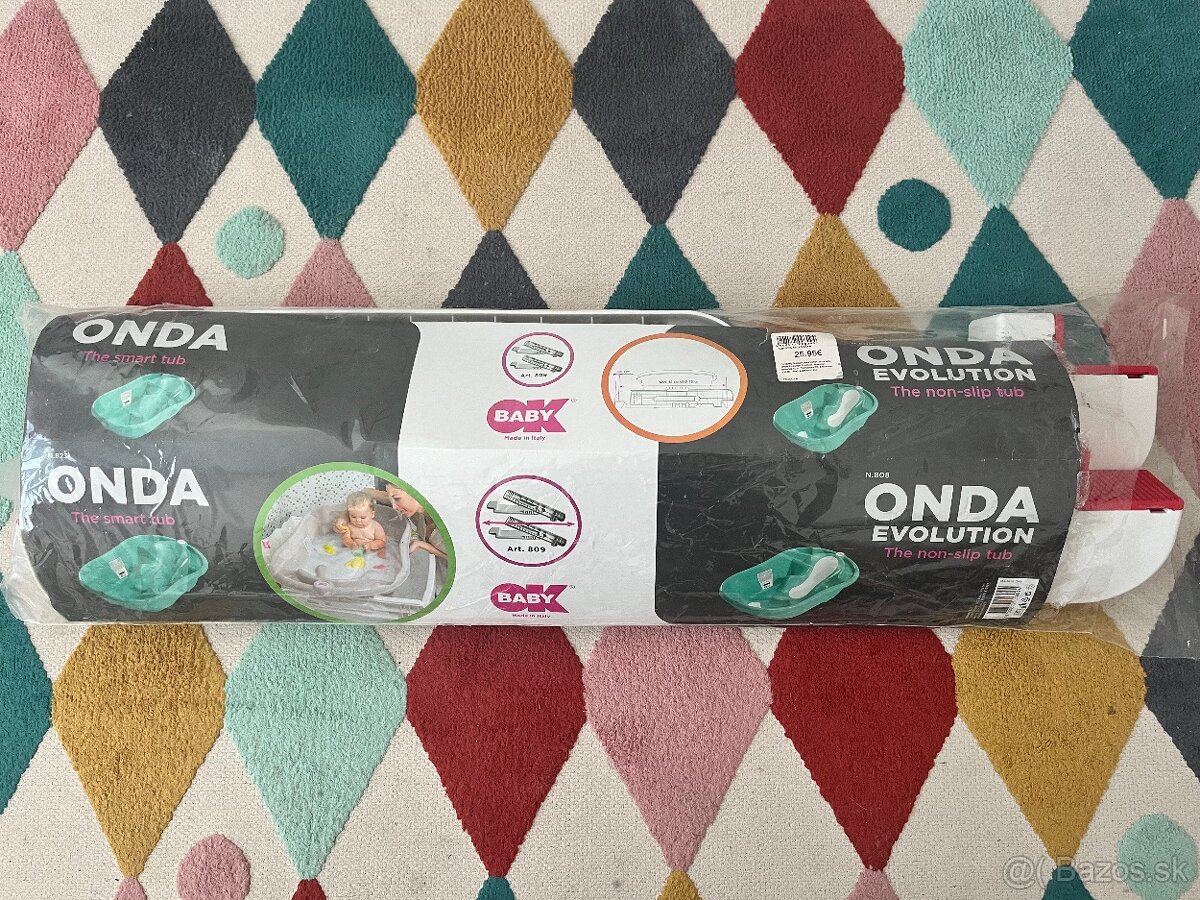 ONDA
The smart tub
Art. 809
BABY OK®
Made in Italy
25.95€
ONDA
EVOLUTION
The non-slip tub
ONDA
The smart tub
Art. 809
BABY OK®
Made in Italy
N.808
ONDA
EVOLUTION
The non-slip tub
@( Bazos.sk